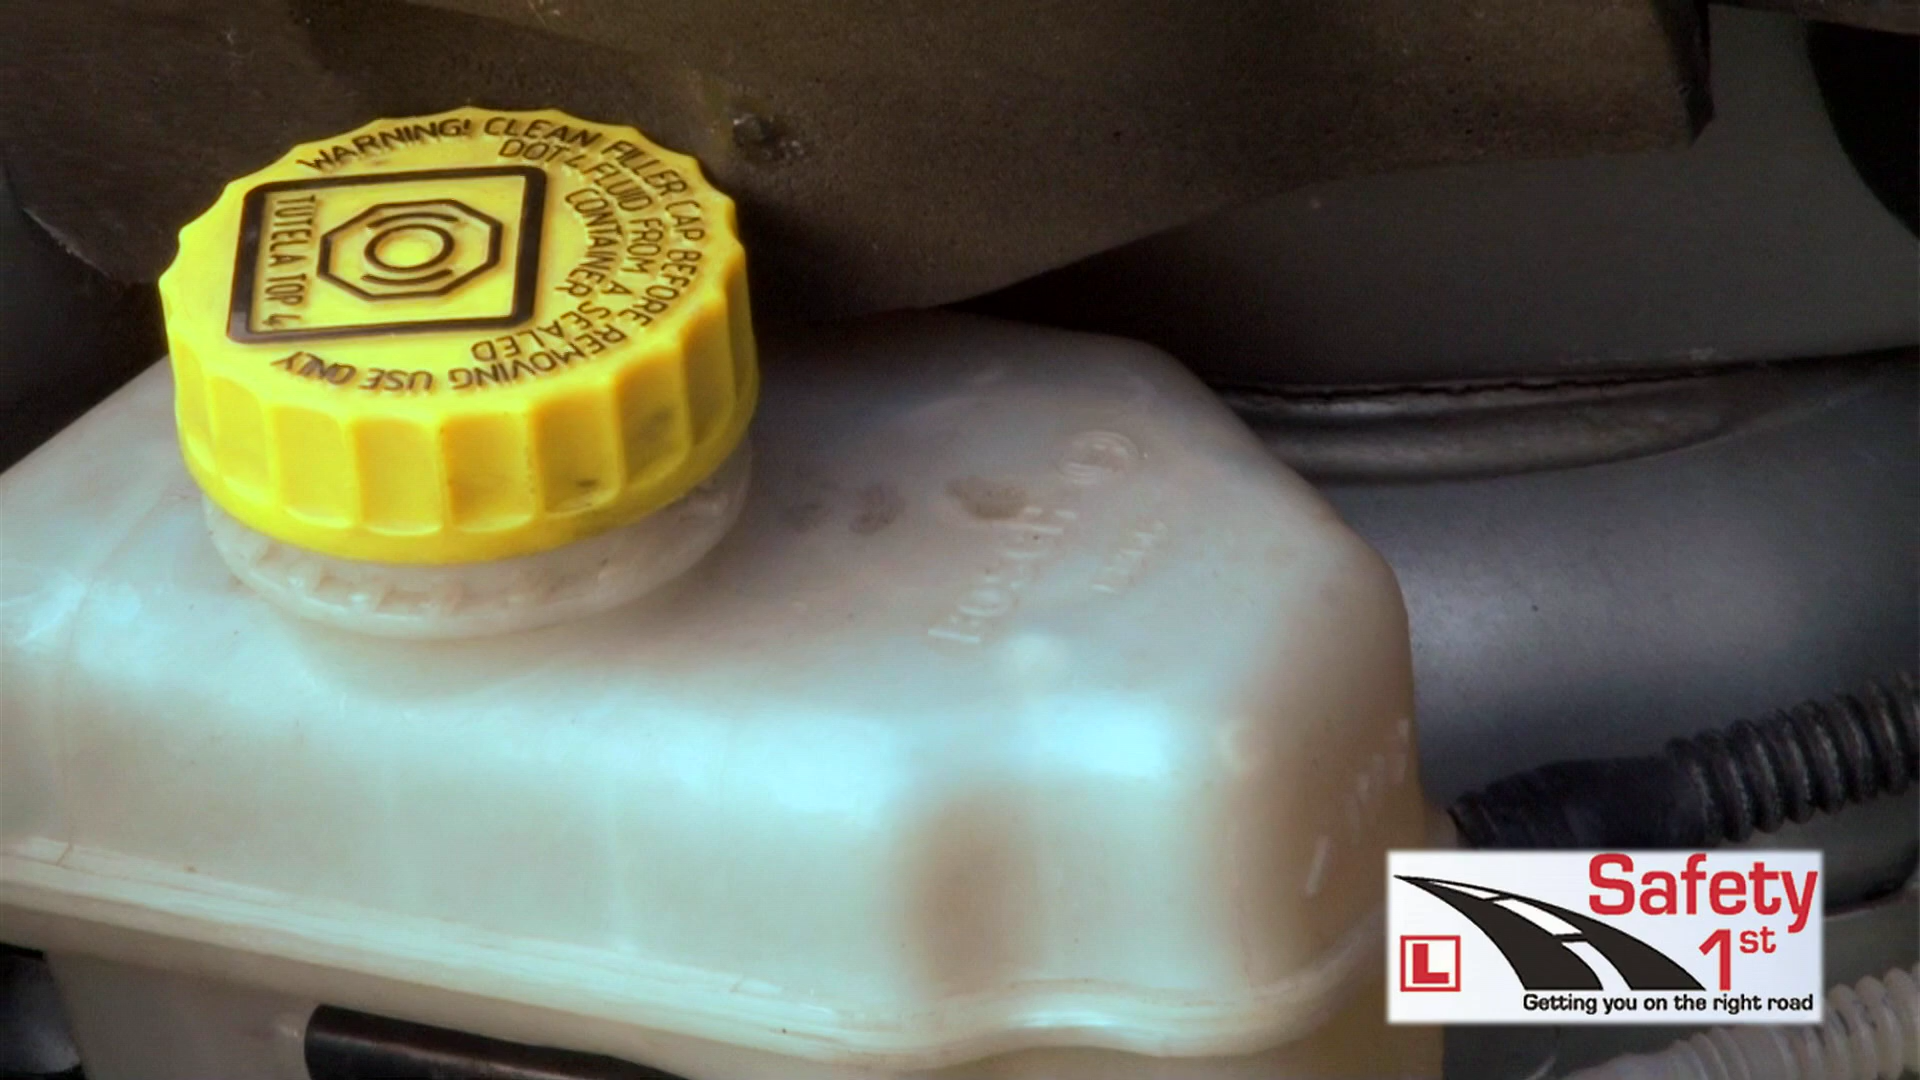 WARNING! CLEAN FILLER CAP BEFORE REMOVING USE ONLY
DOT 4 FLUID FROM A SEALED
CONTAINER
TUTELA TOP 4
Safety
1st
L
Getting you on the right road